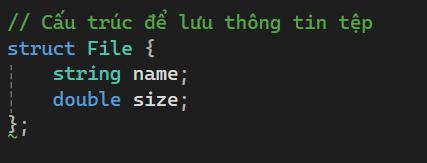 // Cấu trúc để lưu thông tin tệp
struct File {
    string name;
    double size;
};